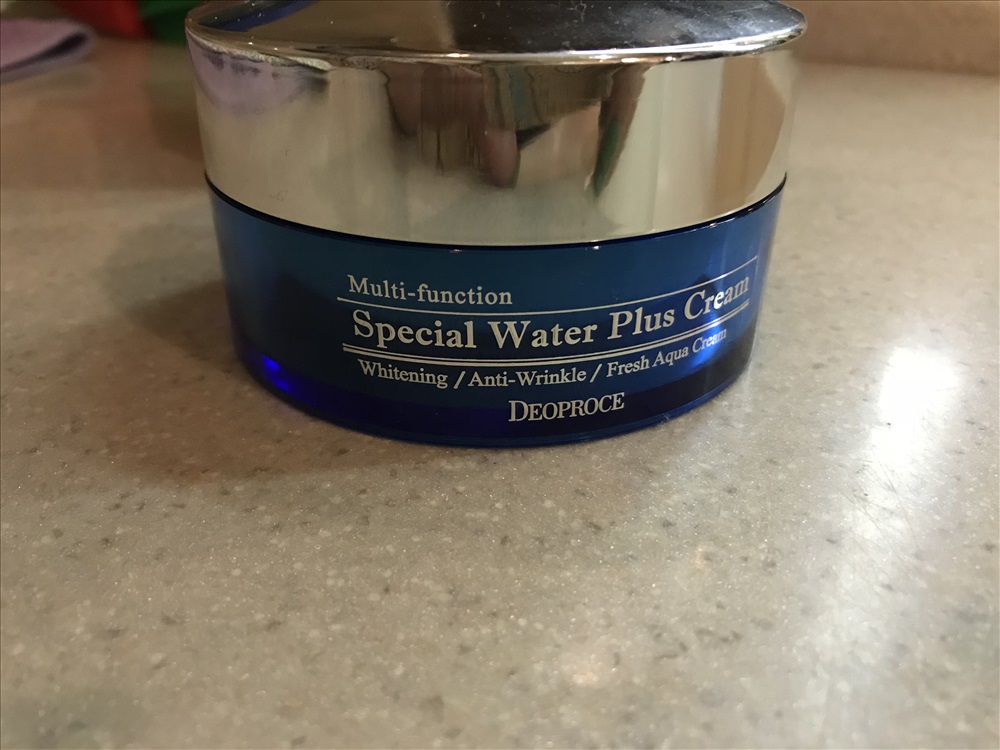 Multi-function
Special Water Plus Cream
Whitening / Anti-Wrinkle / Fresh Aqua Cream
DEOPROCE